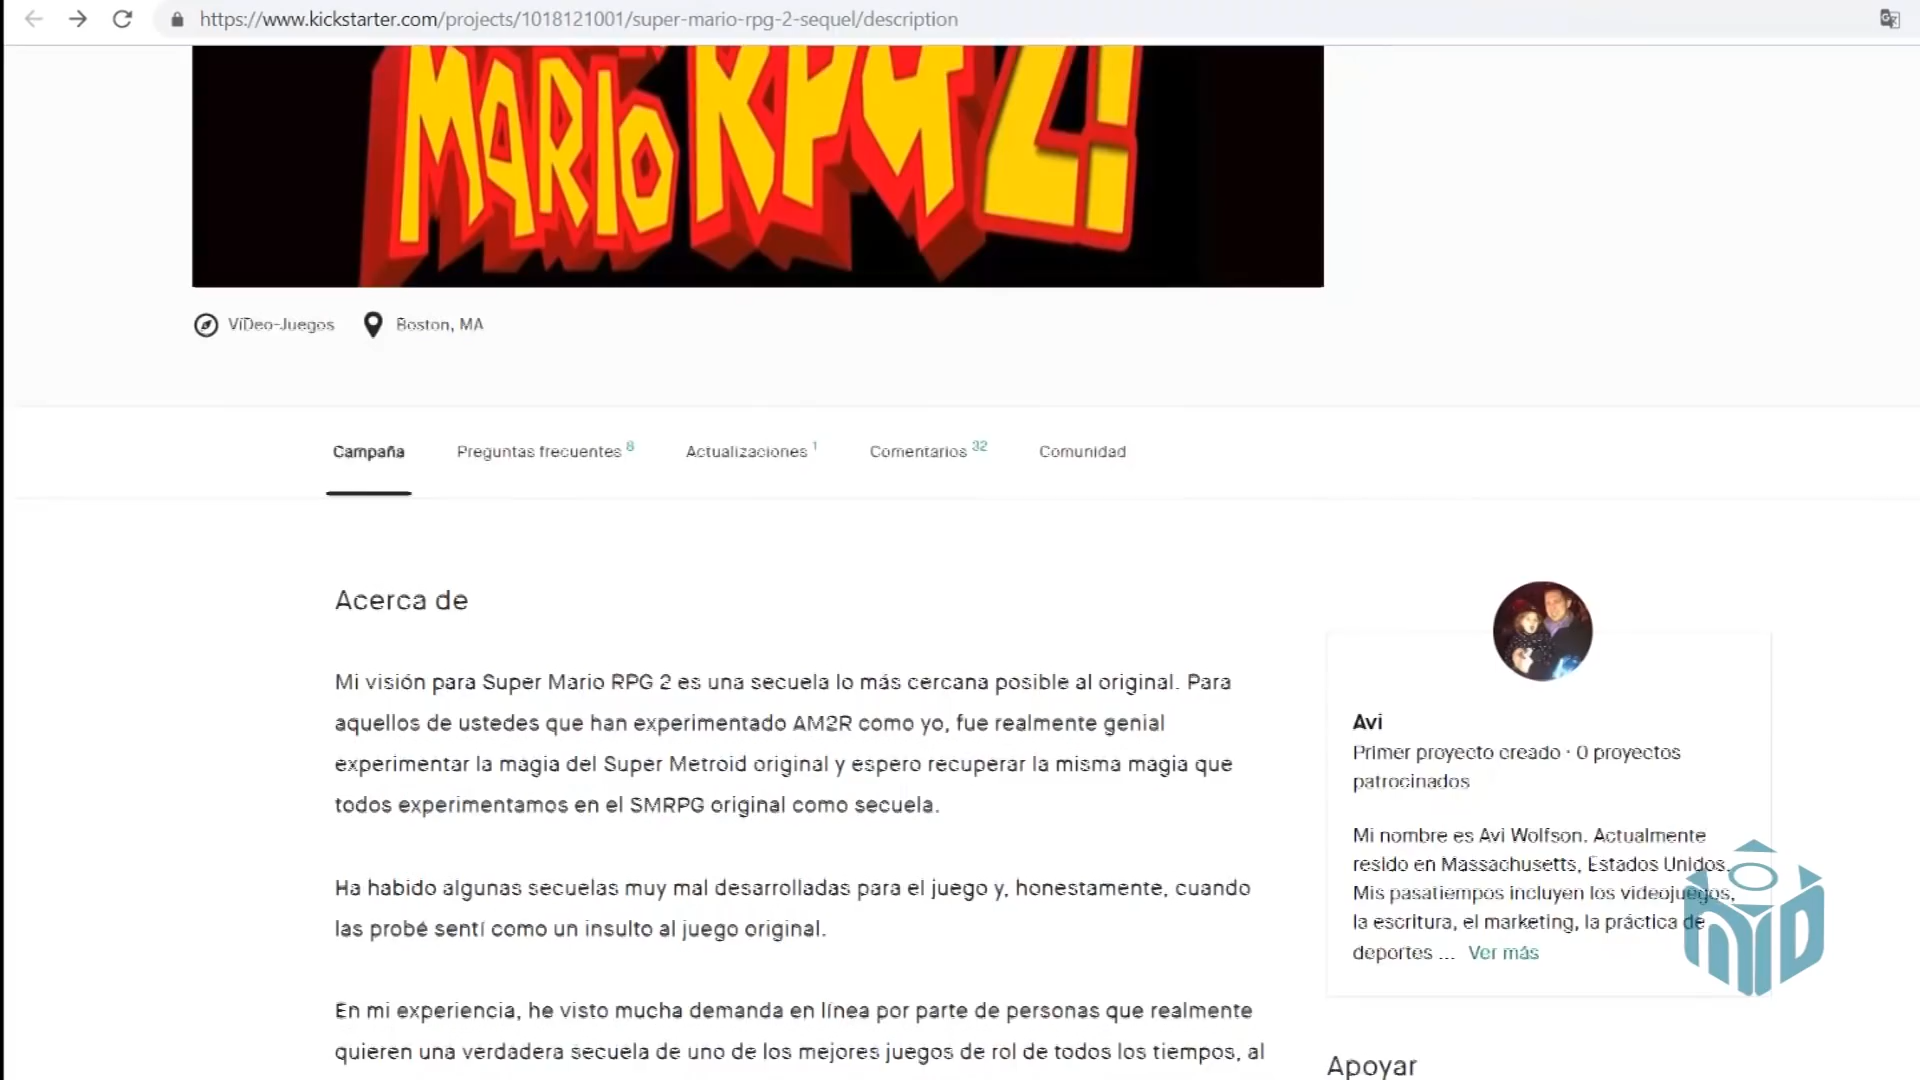 https://www.kickstarter.com/projects/1018121001/super-mario-rpg-2-sequel/description
MARIO RPG 2!
VíDeo-Juegos Boston, MA
Campaña Preguntas frecuentes 8 Actualizaciones 1 Comentarios 32 Comunidad
Acerca de
Mi visión para Super Mario RPG 2 es una secuela lo más cercana posible al original. Para
aquellos de ustedes que han experimentado AM2R como yo, fue realmente genial
experimentar la magia del Super Metroid original y espero recuperar la misma magia que
todos experimentamos en el SMRPG original como secuela.
Ha habido algunas secuelas muy mal desarrolladas para el juego y, honestamente, cuando
las probé sentí como un insulto al juego original.
En mi experiencia, he visto mucha demanda en línea por parte de personas que realmente
quieren una verdadera secuela de uno de los mejores juegos de rol de todos los tiempos, al
Avi
Primer proyecto creado · 0 proyectos
patrocinados
Mi nombre es Avi Wolfson. Actualmente
resido en Massachusetts, Estados Unidos.
Mis pasatiempos incluyen los videojuegos,
la escritura, el marketing, la práctica de
deportes ... Ver más
Apoyar